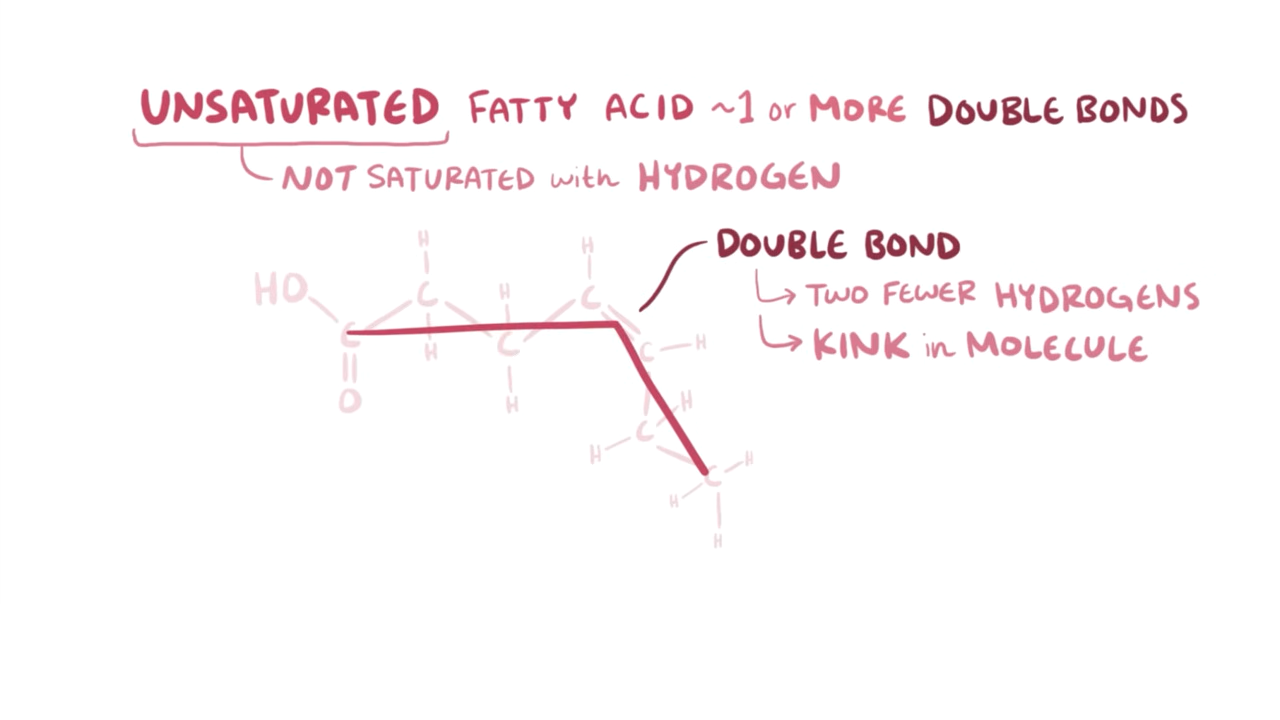 UNSATURATED FATTY ACID ~1 or MORE DOUBLE BONDS
NOT SATURATED with HYDROGEN
DOUBLE BOND
TWO FEWER HYDROGENS
KINK in MOLECULE
H
H
HO
C
H
C
C
H
C
C
H
O
H
C
H
H
H
C
H
H